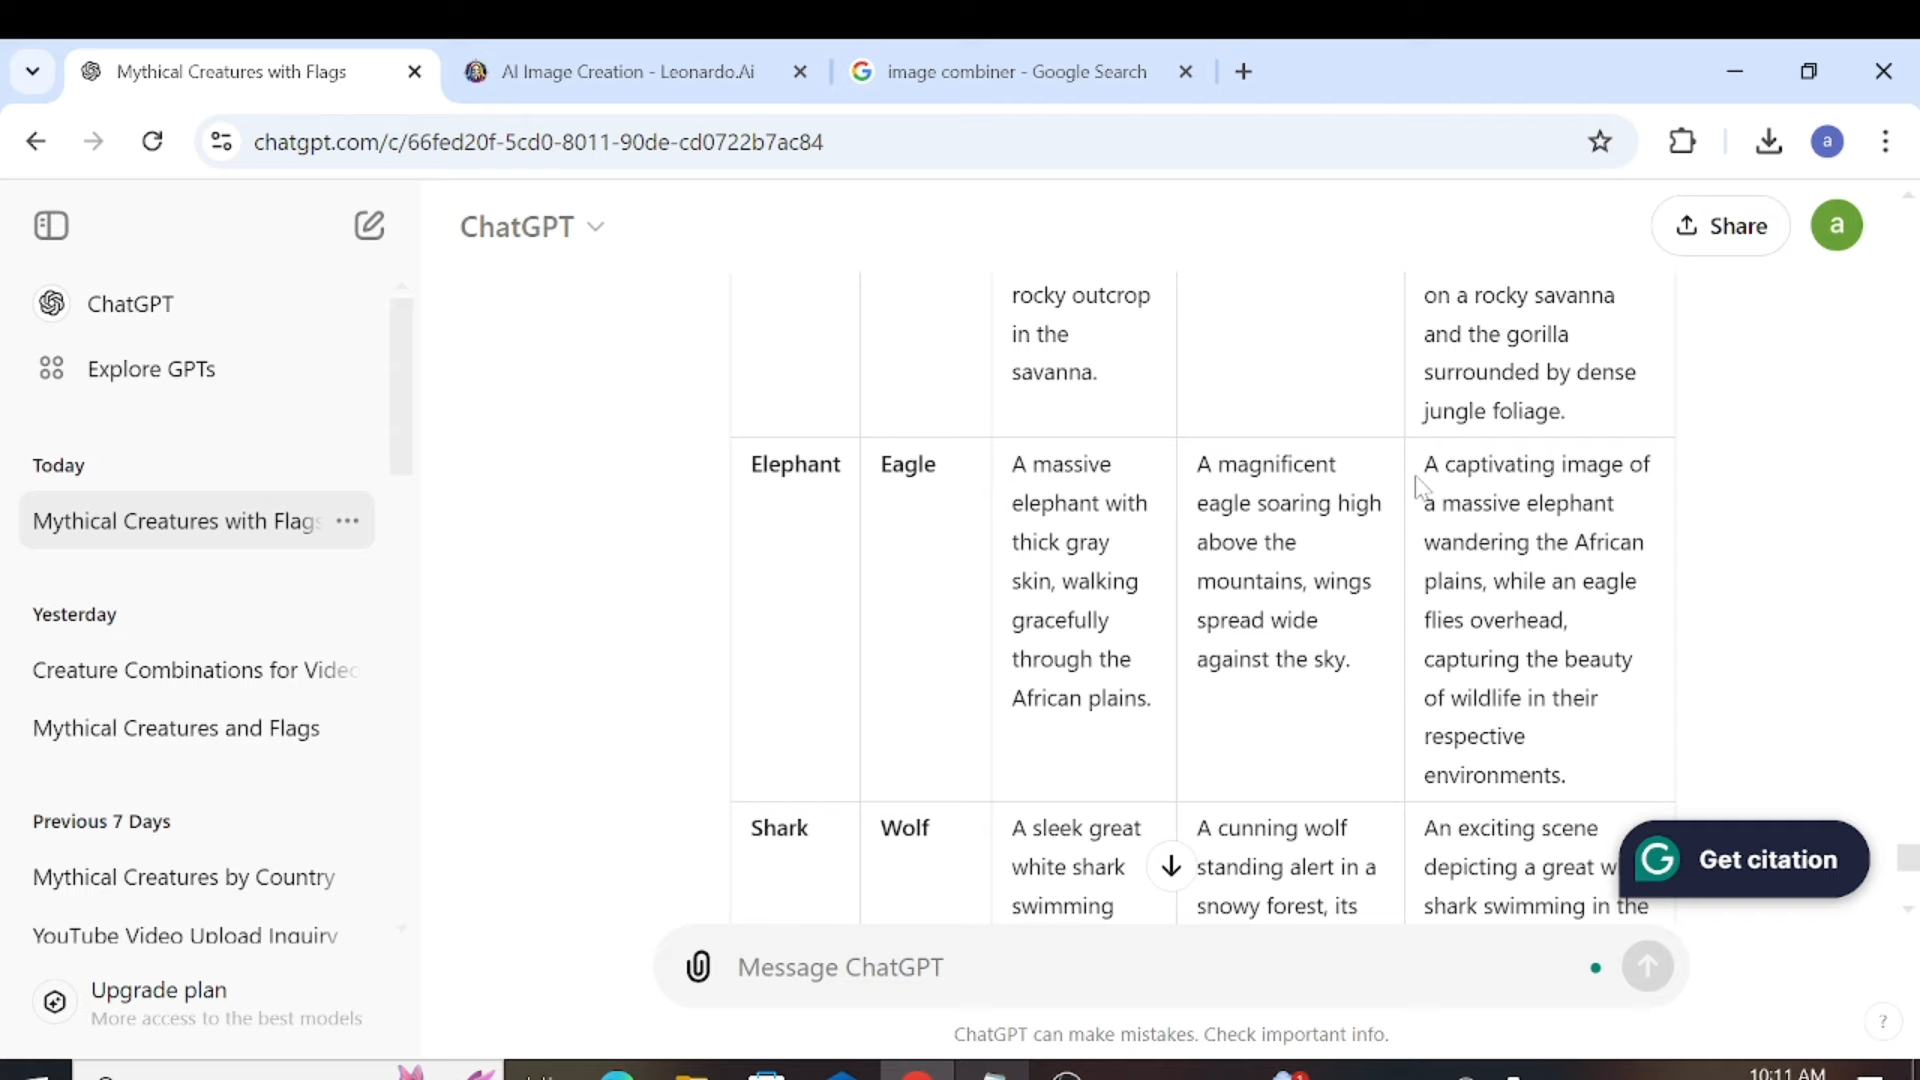 Mythical Creatures with Flags
AI Image Creation - Leonardo.Ai
image combiner - Google Search
chatgpt.com/c/66fed20f-5cd0-8011-90de-cd0722b7ac84
a
ChatGPT
Share
a
ChatGPT
Explore GPTs
Today
Mythical Creatures with Flags
Yesterday
Creature Combinations for Video
Mythical Creatures and Flags
Previous 7 Days
Mythical Creatures by Country
YouTube Video Upload Inquiry
Upgrade plan
More access to the best models
rocky outcrop
in the
savanna.
on a rocky savanna
and the gorilla
surrounded by dense
jungle foliage.
Elephant
Eagle
A massive
elephant with
thick gray
skin, walking
gracefully
through the
African plains.
A magnificent
eagle soaring high
above the
mountains, wings
spread wide
against the sky.
A captivating image of
a massive elephant
wandering the African
plains, while an eagle
flies overhead,
capturing the beauty
of wildlife in their
respective
environments.
Shark
Wolf
A sleek great
white shark
swimming
A cunning wolf
standing alert in a
snowy forest, its
An exciting scene
depicting a great w
shark swimming in the
Get citation
Message ChatGPT
ChatGPT can make mistakes. Check important info.
?
10:11 AM